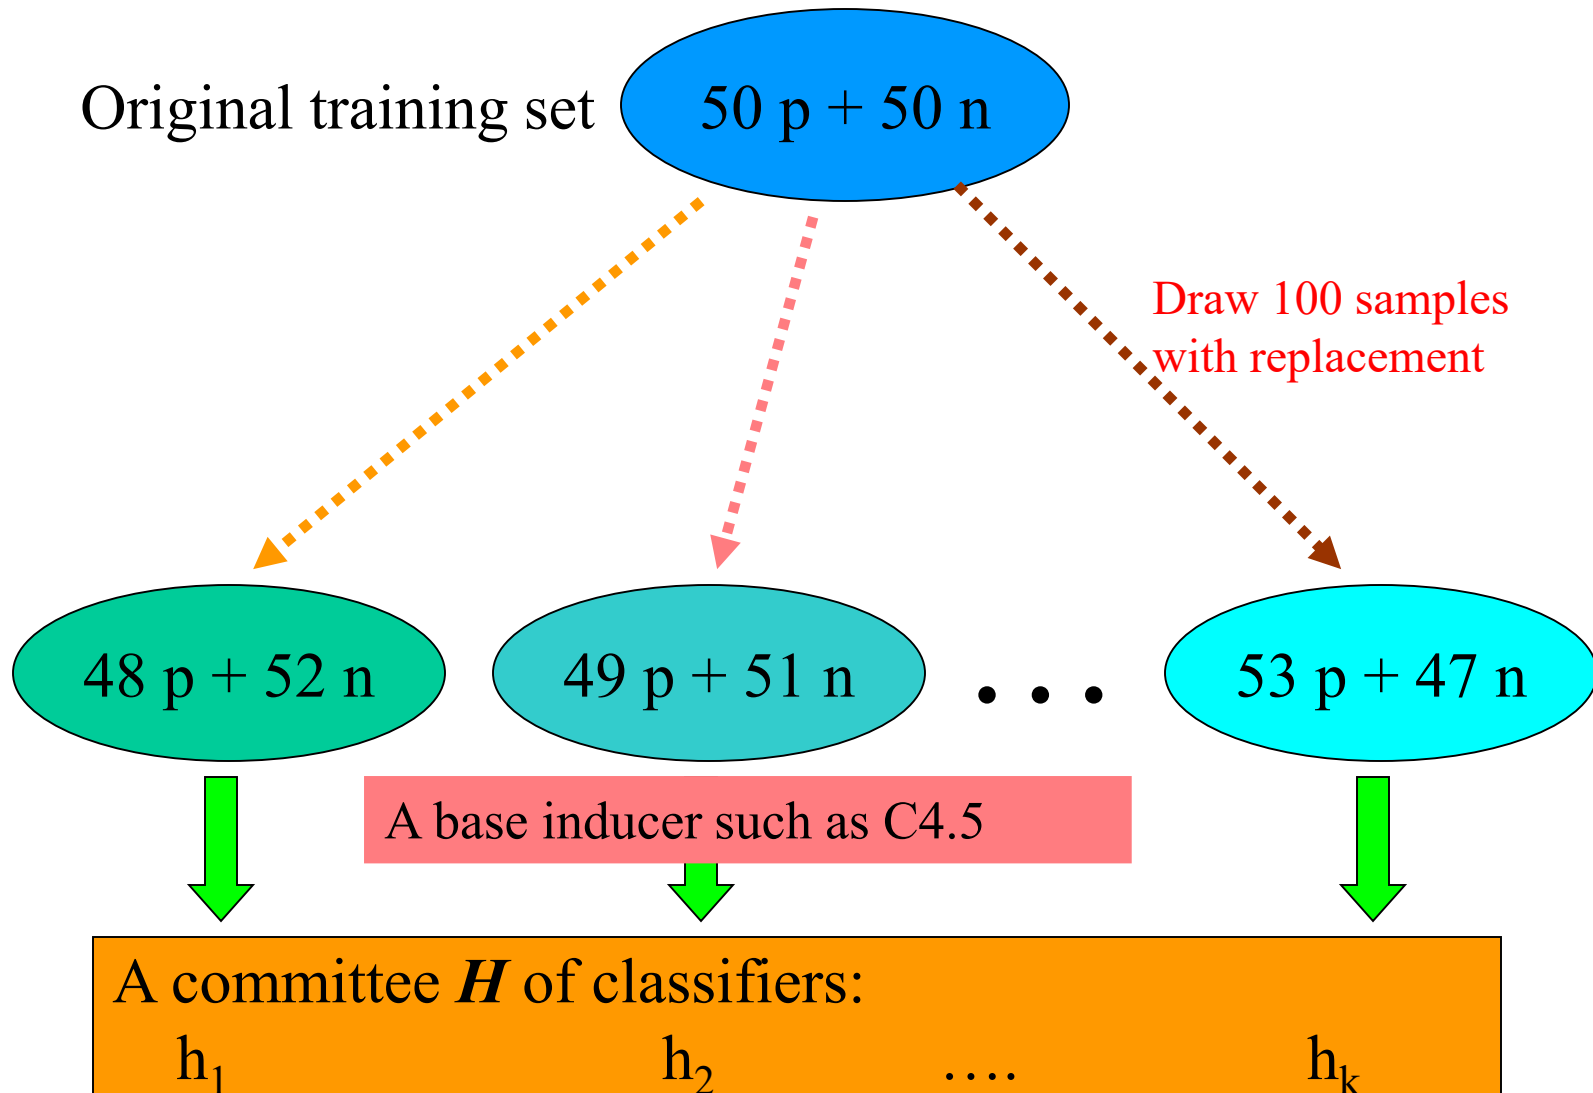 Original training set
50 p + 50 n
Draw 100 samples
with replacement
48 p + 52 n
49 p + 51 n
• • •
53 p + 47 n
A base inducer such as C4.5
A committee H of classifiers:
h1 h2 …. hk